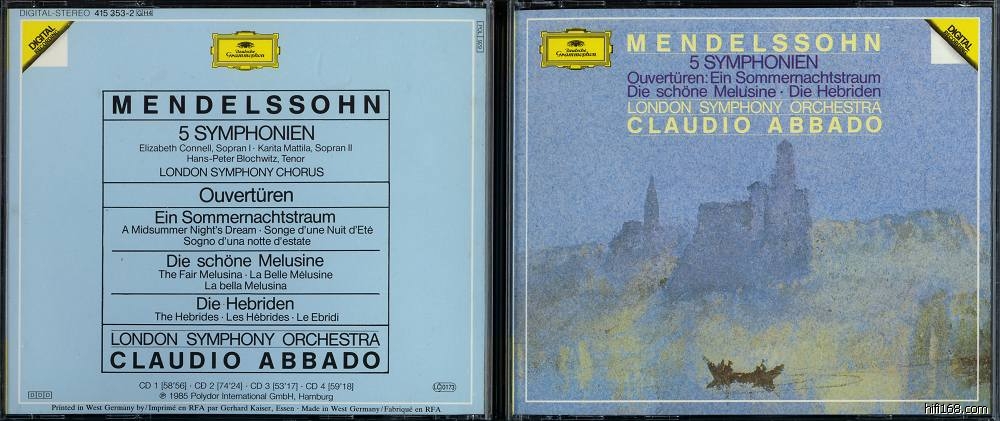 DIGITAL-STEREO 415 353-2 GH4
DIGITAL
RECORDING
Deutsche
Grammophon
MENDELSSOHN
5 SYMPHONIEN
Elizabeth Connell, Sopran I · Karita Mattila, Sopran II
Hans-Peter Blochwitz, Tenor
LONDON SYMPHONY CHORUS
Ouvertüren
Ein Sommernachtstraum
A Midsummer Night's Dream · Songe d'une Nuit d'Eté
Sogno d'una notte d'estate
Die schöne Melusine
The Fair Melusina · La Belle Mélusine
La bella Melusina
Die Hebriden
The Hebrides · Les Hébrides · Le Ebridi
LONDON SYMPHONY ORCHESTRA
CLAUDIO ABBADO
CD 1 [58'56] · CD 2 [74'24] · CD 3 [53'17] · CD 4 [59'18]
℗ 1985 Polydor International GmbH, Hamburg
DDD
LC0173
Printed in West Germany by/Imprimé en RFA par Gerhard Kaiser, Essen · Made in West Germany/Fabriqué en RFA
Deutsche
Grammophon
MENDELSSOHN
5 SYMPHONIEN
Ouvertüren: Ein Sommernachtstraum
Die schöne Melusine · Die Hebriden
LONDON SYMPHONY ORCHESTRA
CLAUDIO ABBADO
DIGITAL
RECORDING
hifi168.com